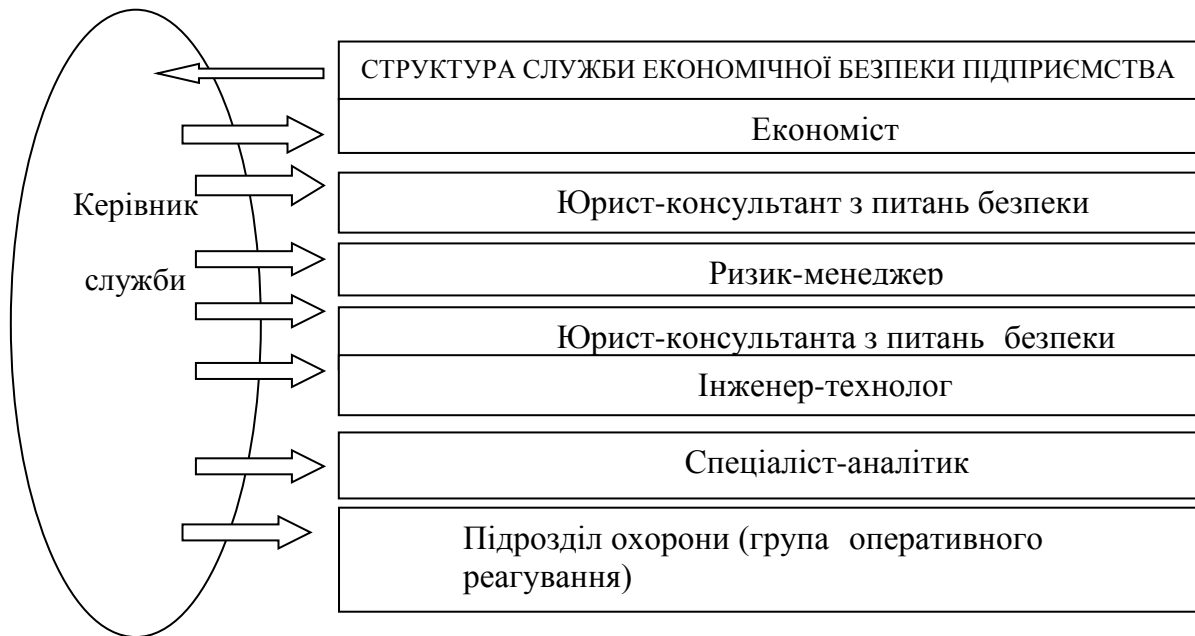 СТРУКТУРА СЛУЖБИ ЕКОНОМІЧНОЇ БЕЗПЕКИ ПІДПРИЄМСТВА
Економіст
Керівник
служби
Юрист-консультант з питань безпеки
Ризик-менеджер
Юрист-консультанта з питань безпеки
Інженер-технолог
Спеціаліст-аналітик
Підрозділ охорони (група оперативного
реагування)